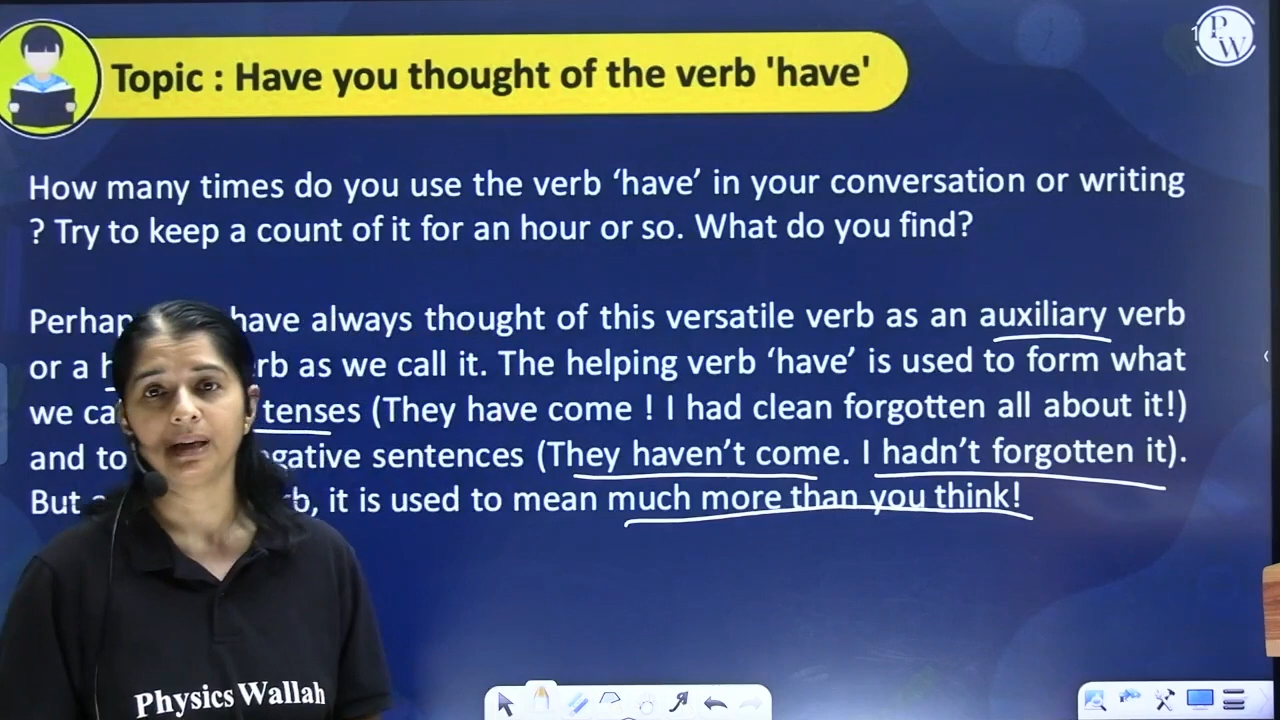 Topic : Have you thought of the verb 'have'
PW
How many times do you use the verb ‘have’ in your conversation or writing
? Try to keep a count of it for an hour or so. What do you find?
Perhap have always thought of this versatile verb as an auxiliary verb
or a h rb as we call it. The helping verb ‘have’ is used to form what
we ca tenses (They have come ! I had clean forgotten all about it!)
and to gative sentences (They haven’t come. I hadn’t forgotten it).
But b, it is used to mean much more than you think!
Physics Wallah